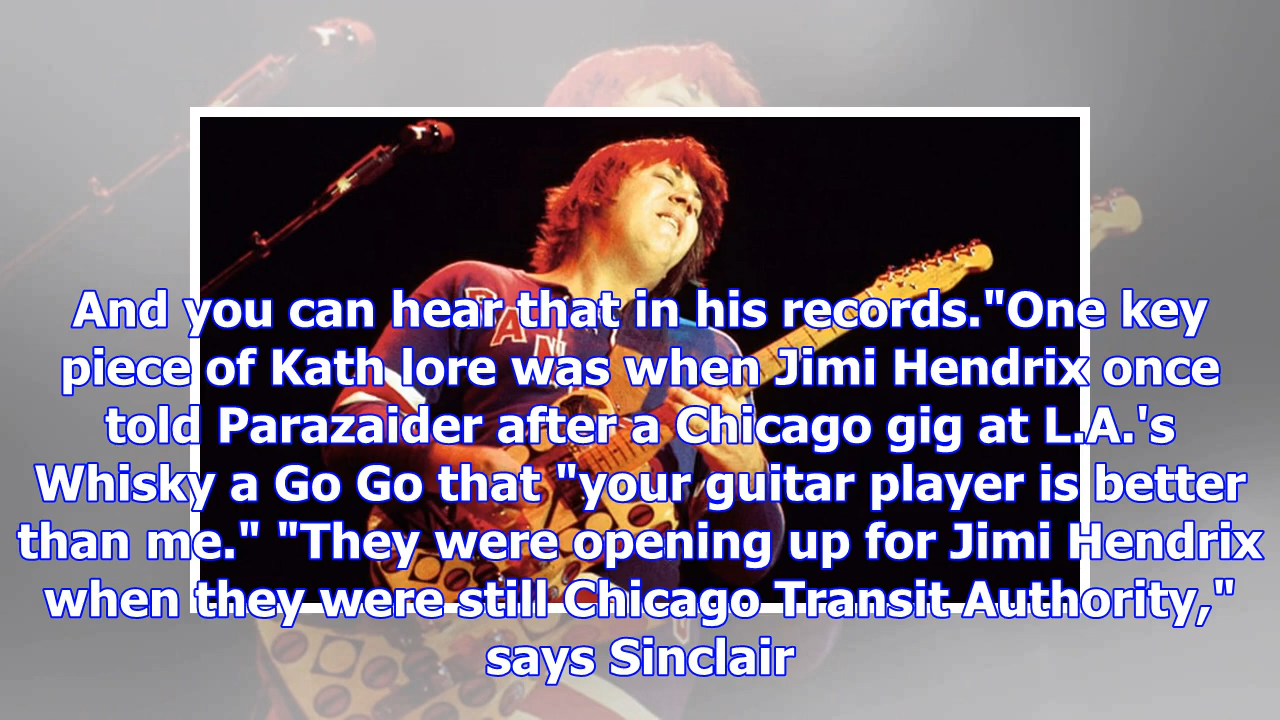 And you can hear that in his records."One key
piece of Kath lore was when Jimi Hendrix once
told Parazaider after a Chicago gig at L.A.'s
Whisky a Go Go that "your guitar player is better
than me." "They were opening up for Jimi Hendrix
when they were still Chicago Transit Authority,"
says Sinclair